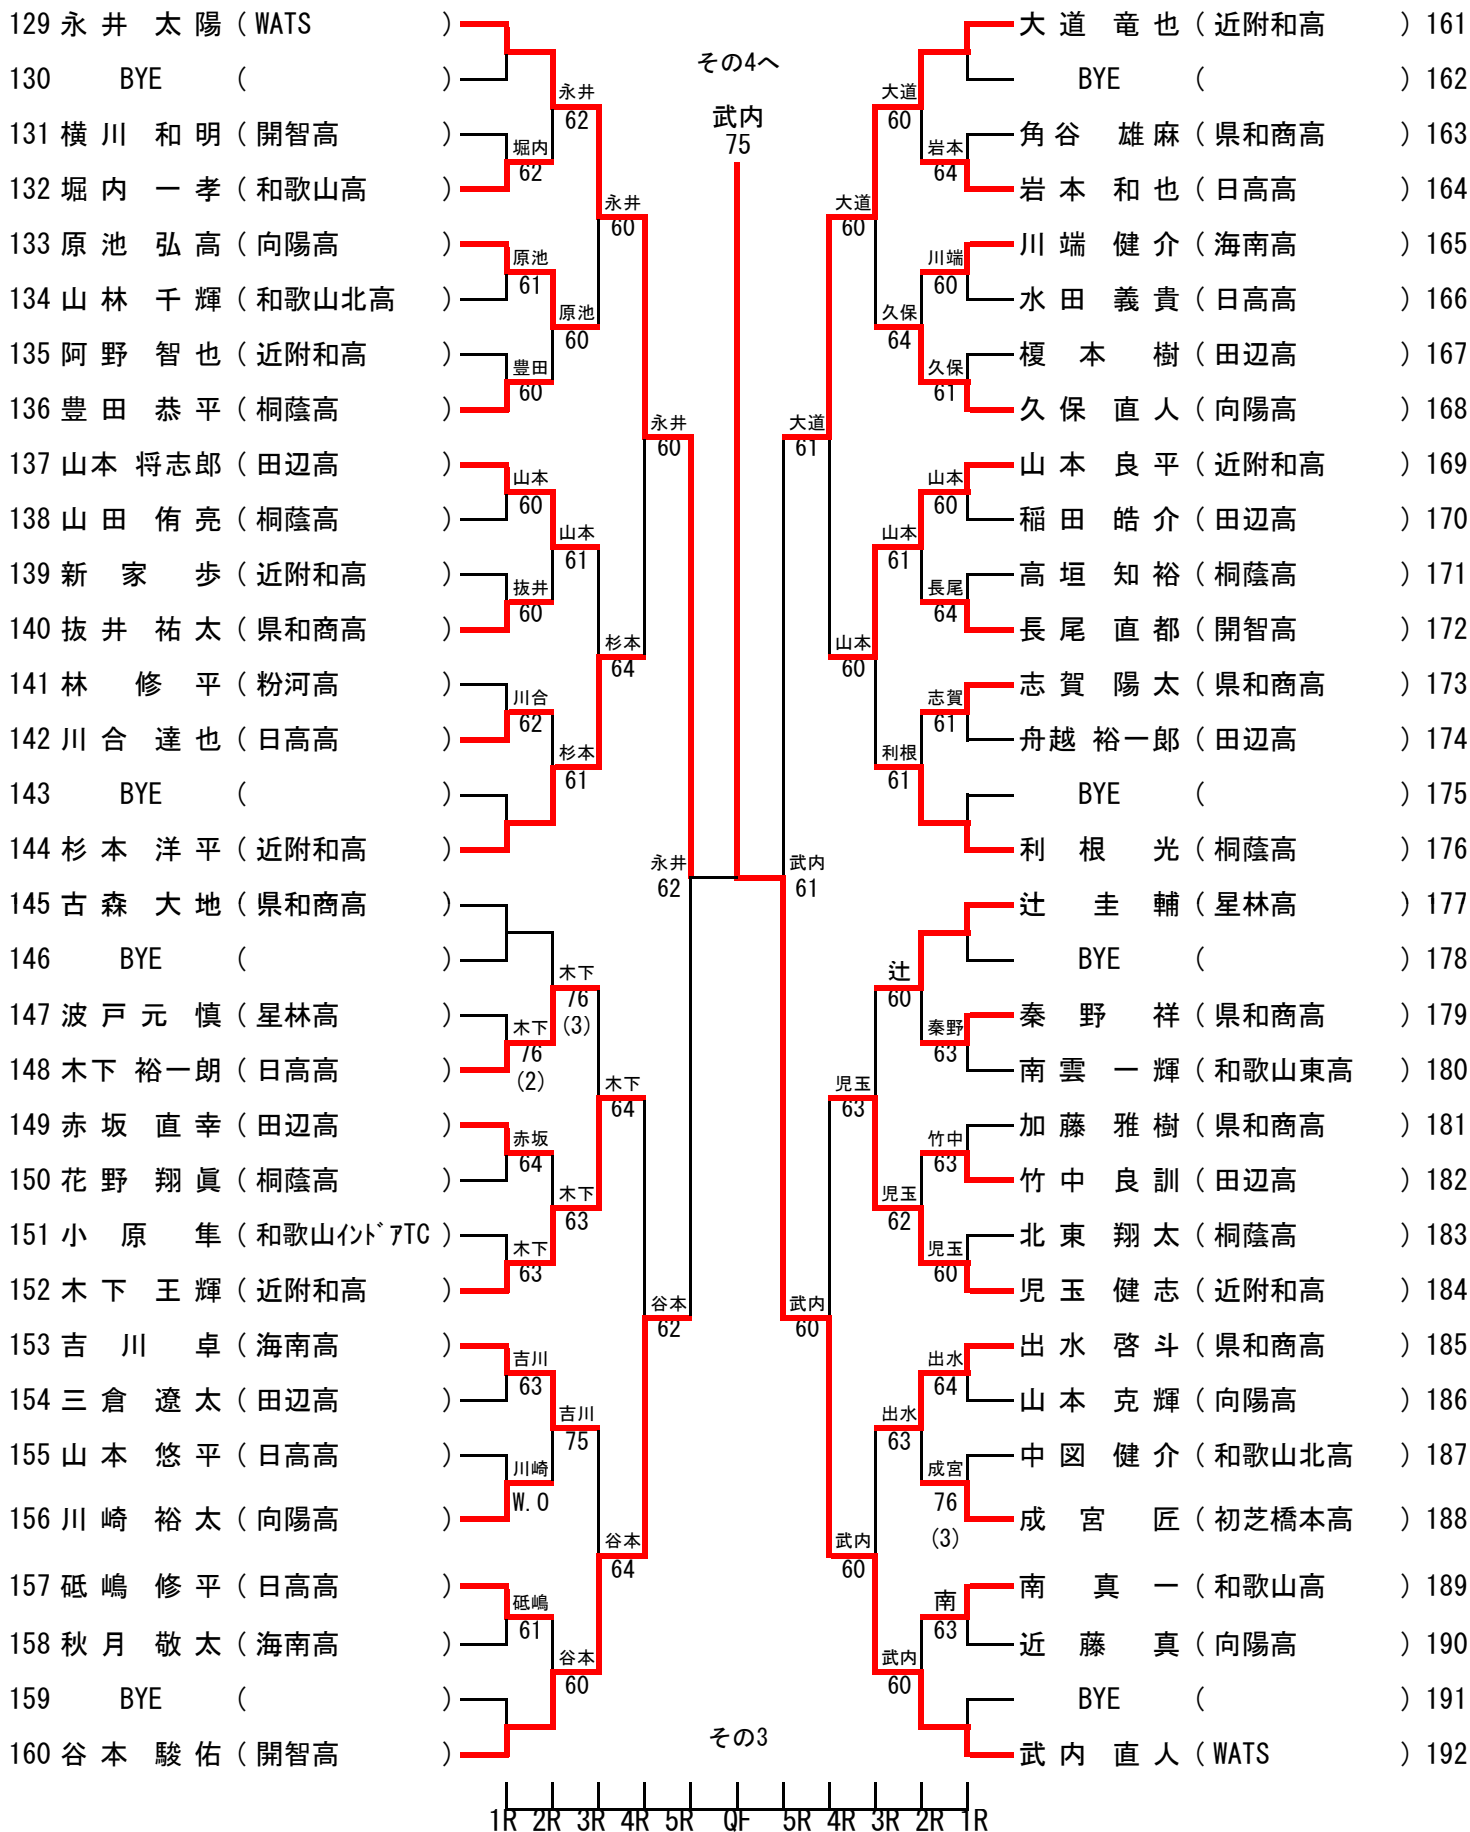 129 永井 太陽 ( WATS )
130 BYE ( )
131 横川 和明 ( 開智高 )
132 堀内 一孝 ( 和歌山高 )
133 原池 弘高 ( 向陽高 )
134 山林 千輝 ( 和歌山北高 )
135 阿野 智也 ( 近附和高 )
136 豊田 恭平 ( 桐蔭高 )
137 山本 将志郎 ( 田辺高 )
138 山田 侑亮 ( 桐蔭高 )
139 新家 歩 ( 近附和高 )
140 抜井 祐太 ( 県和商高 )
141 林 修平 ( 粉河高 )
142 川合 達也 ( 日高高 )
143 BYE ( )
144 杉本 洋平 ( 近附和高 )
145 古森 大地 ( 県和商高 )
146 BYE ( )
147 波戸元 慎 ( 星林高 )
148 木下 裕一朗 ( 日高高 )
149 赤坂 直幸 ( 田辺高 )
150 花野 翔眞 ( 桐蔭高 )
151 小原 隼 ( 和歌山インドアTC )
152 木下 王輝 ( 近附和高 )
153 吉川 卓 ( 海南高 )
154 三倉 遼太 ( 田辺高 )
155 山本 悠平 ( 日高高 )
156 川崎 裕太 ( 向陽高 )
157 砥嶋 修平 ( 日高高 )
158 秋月 敬太 ( 海南高 )
159 BYE ( )
160 谷本 駿佑 ( 開智高 )
堀内
62
原池
61
豊田
60
山本
60
抜井
60
川合
62
木下
76
(2)
赤坂
64
木下
63
吉川
63
川崎
W.O
砥嶋
61
永井
62
原池
60
山本
61
杉本
61
木下
76
(3)
木下
63
吉川
75
谷本
60
永井
60
杉本
64
木下
64
谷本
64
永井
60
谷本
62
永井
62
その4へ
武内
75
武内
61
大道
61
武内
60
大道
60
山本
60
児玉
63
武内
60
大道
60
久保
64
山本
61
利根
61
辻
60
児玉
62
出水
63
武内
60
岩本
64
川端
60
久保
61
山本
60
長尾
64
志賀
61
秦野
63
竹中
63
児玉
60
出水
64
成宮
76
(3)
南
63
大道 竜也 ( 近附和高 ) 161
BYE ( ) 162
角谷 雄麻 ( 県和商高 ) 163
岩本 和也 ( 日高高 ) 164
川端 健介 ( 海南高 ) 165
水田 義貴 ( 日高高 ) 166
榎本 樹 ( 田辺高 ) 167
久保 直人 ( 向陽高 ) 168
山本 良平 ( 近附和高 ) 169
稲田 皓介 ( 田辺高 ) 170
高垣 知裕 ( 桐蔭高 ) 171
長尾 直都 ( 開智高 ) 172
志賀 陽太 ( 県和商高 ) 173
舟越 裕一郎 ( 田辺高 ) 174
BYE ( ) 175
利根 光 ( 桐蔭高 ) 176
辻 圭輔 ( 星林高 ) 177
BYE ( ) 178
秦野 祥 ( 県和商高 ) 179
南雲 一輝 ( 和歌山東高 ) 180
加藤 雅樹 ( 県和商高 ) 181
竹中 良訓 ( 田辺高 ) 182
北東 翔太 ( 桐蔭高 ) 183
児玉 健志 ( 近附和高 ) 184
出水 啓斗 ( 県和商高 ) 185
山本 克輝 ( 向陽高 ) 186
中図 健介 ( 和歌山北高 ) 187
成宮 匠 ( 初芝橋本高 ) 188
南 真一 ( 和歌山高 ) 189
近藤 真 ( 向陽高 ) 190
BYE ( ) 191
武内 直人 ( WATS ) 192
その3
1R 2R 3R 4R 5R QF 5R 4R 3R 2R 1R